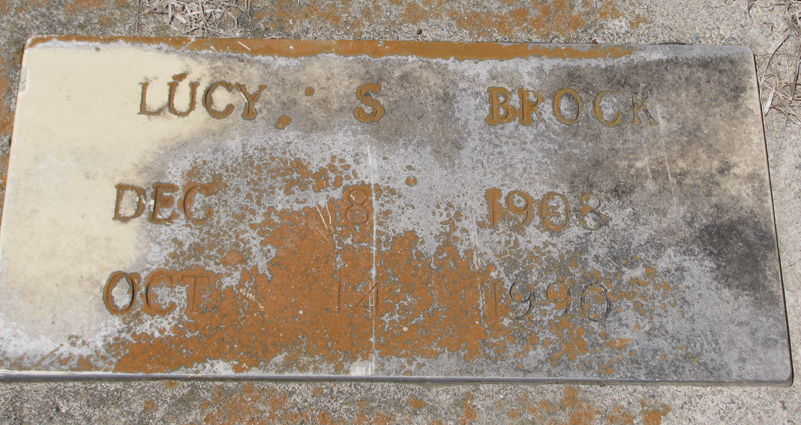 LUCY S BROCK
DEC 8 1908
OCT 14 1990